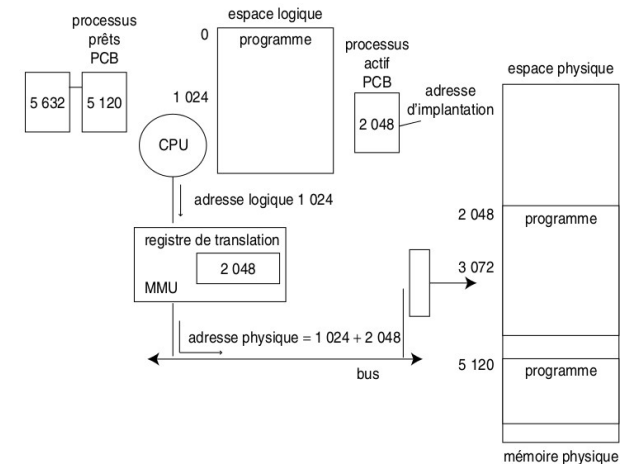 processus
prêts
PCB
5 632
5 120
espace logique
0
programme
1 024
processus
actif
PCB
2 048
adresse
d'implantation
espace physique
CPU
adresse logique 1 024
registre de translation
2 048
MMU
adresse physique = 1 024 + 2 048
bus
2 048
programme
3 072
5 120
programme
mémoire physique